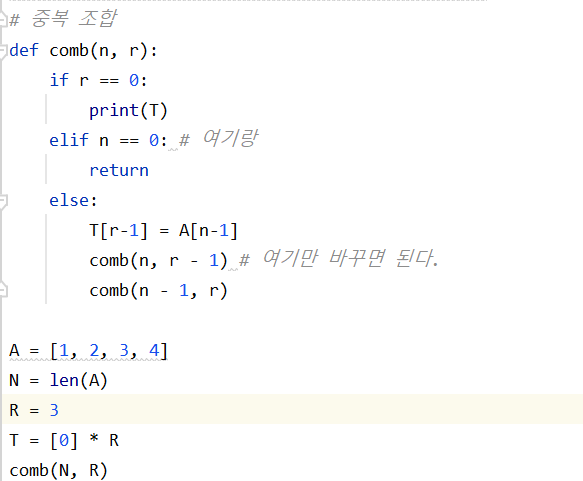 # 중복 조합
def comb(n, r):
    if r == 0:
        print(T)
    elif n == 0: # 여기랑
        return
    else:
        T[r-1] = A[n-1]
        comb(n, r - 1) # 여기만 바꾸면 된다.
        comb(n - 1, r)

A = [1, 2, 3, 4]
N = len(A)
R = 3
T = [0] * R
comb(N, R)